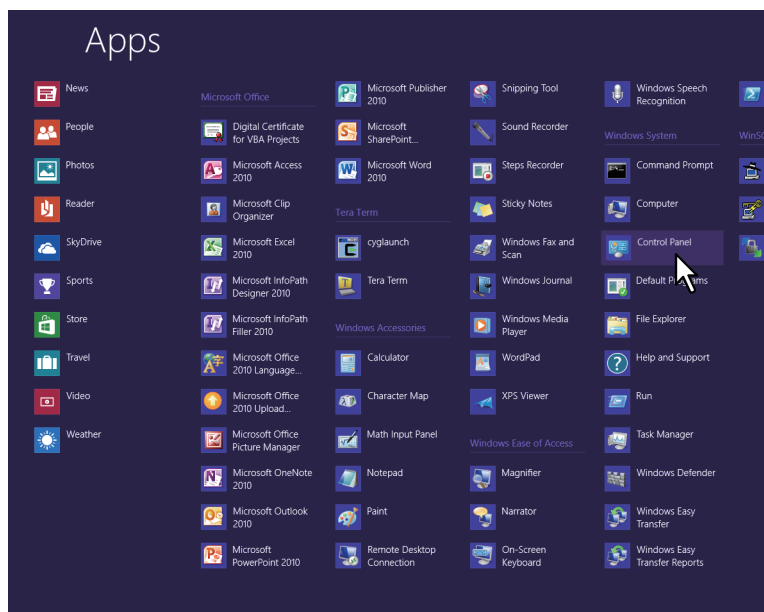 Apps
News
People
Photos
Reader
SkyDrive
Sports
Store
Travel
Video
Weather
Microsoft Office
Digital Certificate
for VBA Projects
Microsoft Access
2010
Microsoft Clip
Organizer
Microsoft Excel
2010
Microsoft InfoPath
Designer 2010
Microsoft InfoPath
Filler 2010
Microsoft Office
2010 Language...
Microsoft Office
2010 Upload...
Microsoft Office
Picture Manager
Microsoft OneNote
2010
Microsoft Outlook
2010
Microsoft
PowerPoint 2010
Microsoft Publisher
2010
Microsoft
SharePoint...
Microsoft Word
2010
Tera Term
cyglaunch
Tera Term
Windows Accessories
Calculator
Character Map
Math Input Panel
Notepad
Paint
Remote Desktop
Connection
Snipping Tool
Sound Recorder
Steps Recorder
Sticky Notes
Windows Fax and
Scan
Windows Journal
Windows Media
Player
WordPad
XPS Viewer
Windows Ease of Access
Magnifier
Narrator
On-Screen
Keyboard
Windows Speech
Recognition
Windows System
Command Prompt
Computer
Control Panel
Default Programs
File Explorer
Help and Support
Run
Task Manager
Windows Defender
Windows Easy
Transfer
Windows Easy
Transfer Reports